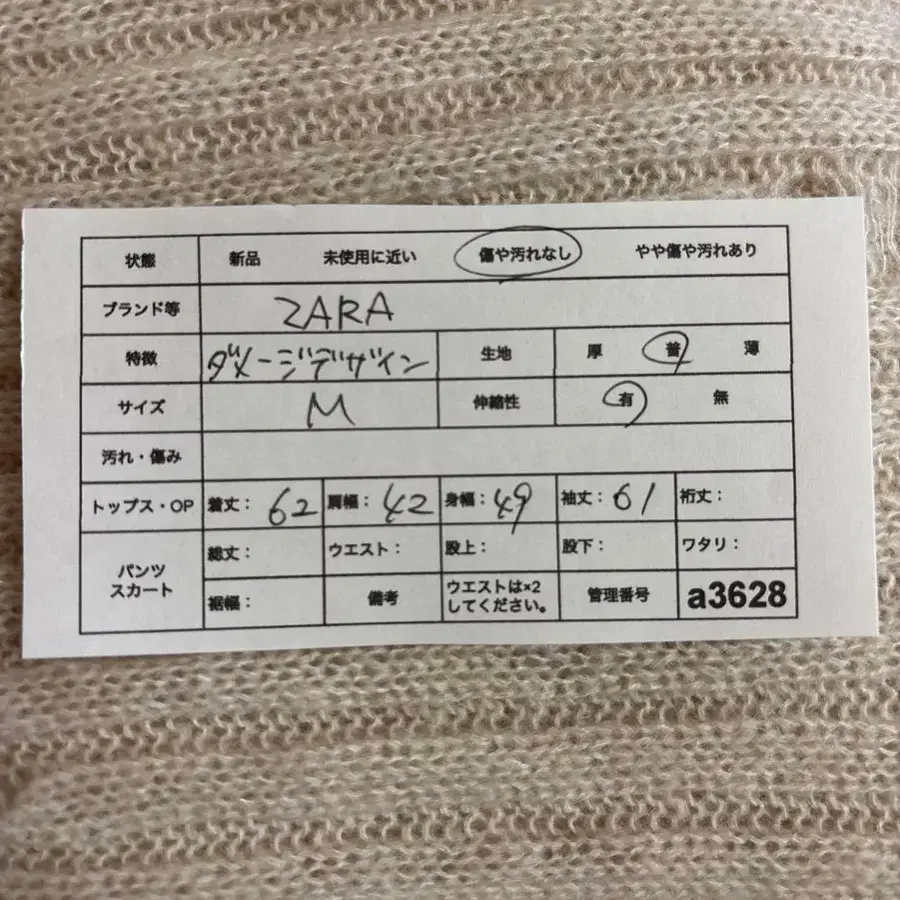 状態 新品 未使用に近い 傷や汚れなし やや傷や汚れあり
ブランド等 ZARA
特徴 ダメージデザイン 生地 厚 普 薄
サイズ M 伸縮性 有 無
汚れ・傷み
トップス・OP 着丈: 62 肩幅: 42 身幅: 49 袖丈: 61 裄丈:
パンツ
スカート
総丈: ウエスト: 股上: 股下: ワタリ:
裾幅: 備考 ウエストは×2
してください。
管理番号 a3628